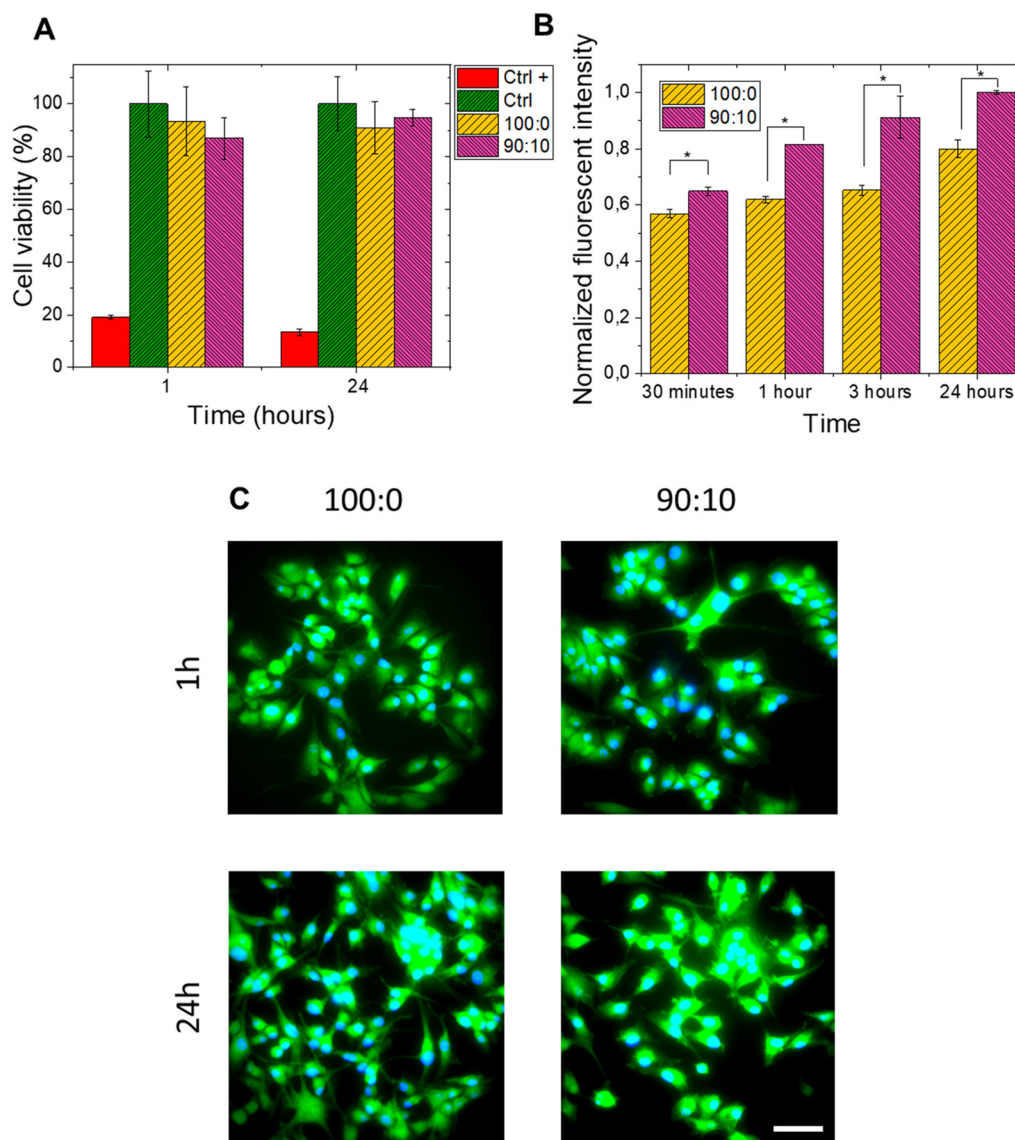 A
Cell viability (%)
100
80
60
40
20
0
1
24
Time (hours)
Ctrl +
Ctrl
100:0
90:10
B
Normalized fluorescent intensity
1,0
0,8
0,6
0,4
0,2
0,0
100:0
90:10
*
*
*
*
30 minutes
1 hour
3 hours
24 hours
Time
C
100:0
90:10
1h
24h